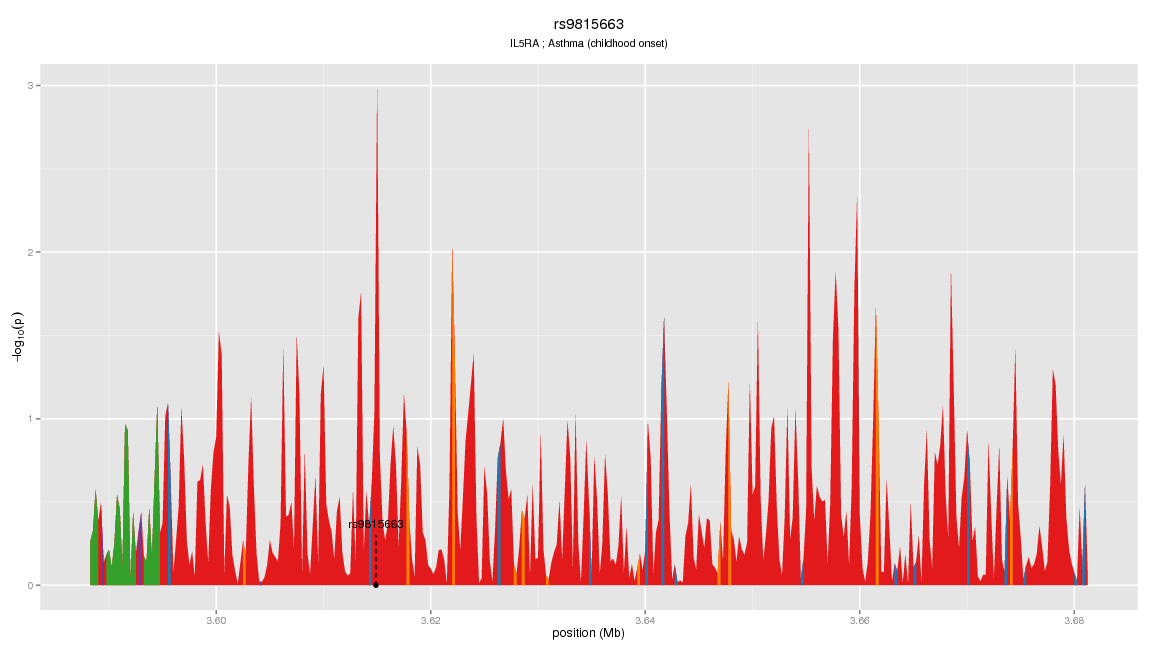 rs9815663
IL5RA ; Asthma (childhood onset)
3
2
1
0
−log10(p)
rs9815663
3.60
3.62
3.64
3.66
3.68
position (Mb)